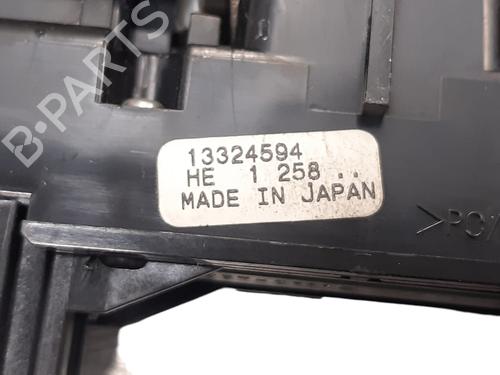 B-PARTS
13324594
HE 1 258 ..
MADE IN JAPAN
>PC/